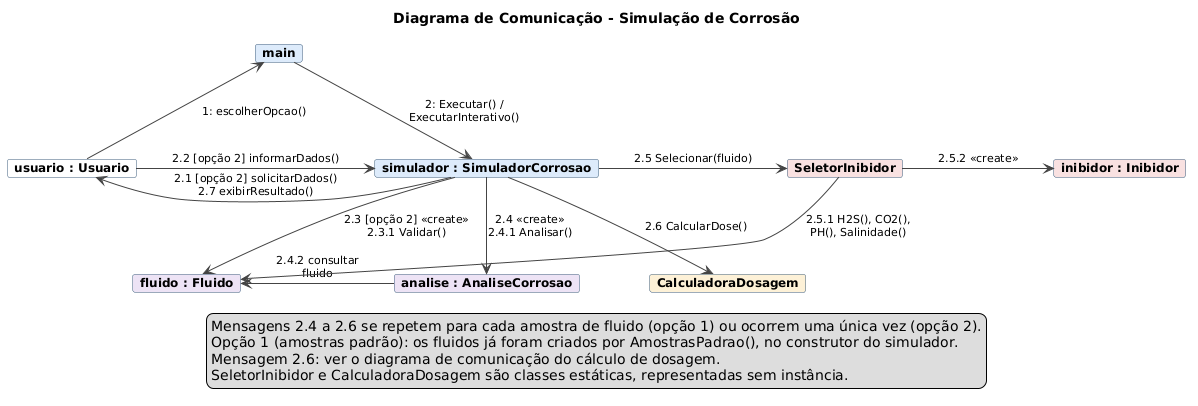 Diagrama de Comunicação - Simulação de Corrosão
main
1: escolherOpcao()
2: Executar() /
ExecutarInterativo()
usuario : Usuario
2.2 [opção 2] informarDados()
simulador : SimuladorCorrosao
2.5 Selecionar(fluido)
SeletorInibidor
2.5.2 «create»
inibidor : Inibidor
2.1 [opção 2] solicitarDados()
2.7 exibirResultado()
2.3 [opção 2] «create»
2.3.1 Validar()
2.4 «create»
2.4.1 Analisar()
2.6 CalcularDose()
2.5.1 H2S(), CO2(),
PH(), Salinidade()
2.4.2 consultar
fluido
fluido : Fluido
analise : AnaliseCorrosao
CalculadoraDosagem
Mensagens 2.4 a 2.6 se repetem para cada amostra de fluido (opção 1) ou ocorrem uma única vez (opção 2).
Opção 1 (amostras padrão): os fluidos já foram criados por AmostrasPadrao(), no construtor do simulador.
Mensagem 2.6: ver o diagrama de comunicação do cálculo de dosagem.
SeletorInibidor e CalculadoraDosagem são classes estáticas, representadas sem instância.